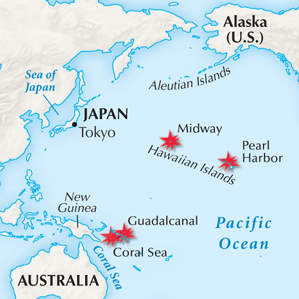 Alaska
(U.S.)
Sea of
Japan
Aleutian Islands
JAPAN
Tokyo
Midway
Pearl
Harbor
Hawaiian Islands
New
Guinea
Guadalcanal
Coral Sea
Pacific
Ocean
AUSTRALIA
Coral Sea